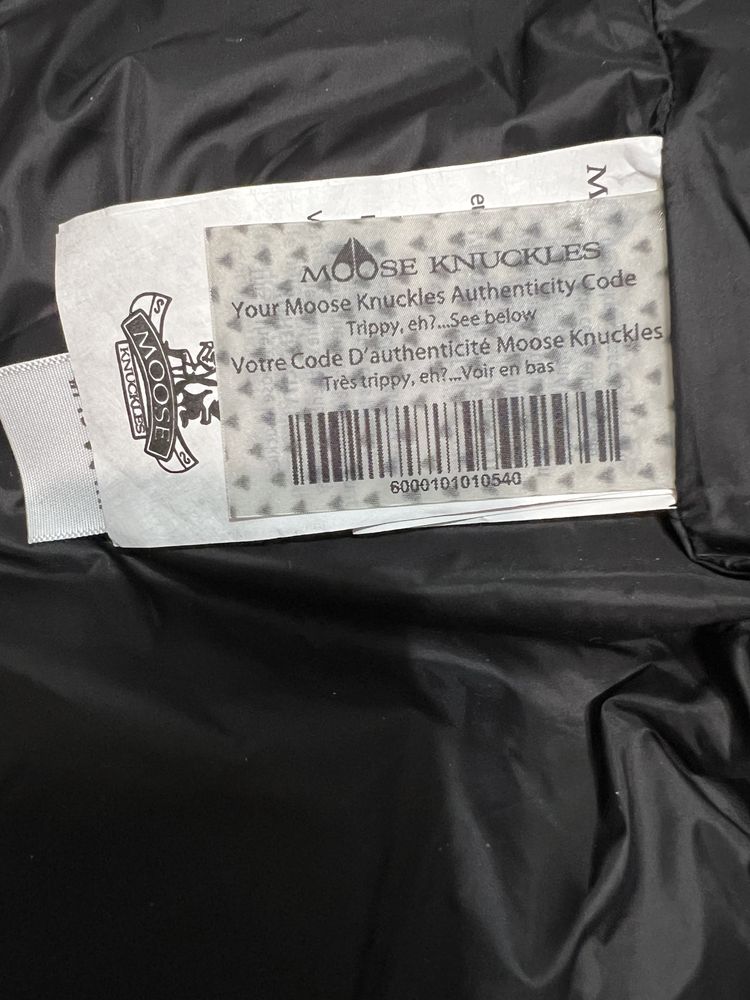 M
MOOSE KNUCKLES
Your Moose Knuckles Authenticity Code
Trippy, eh?...See below
Votre Code D'authenticité Moose Knuckles
Très trippy, eh?...Voir en bas
6000101010540
MOOSE
KNUCKLES